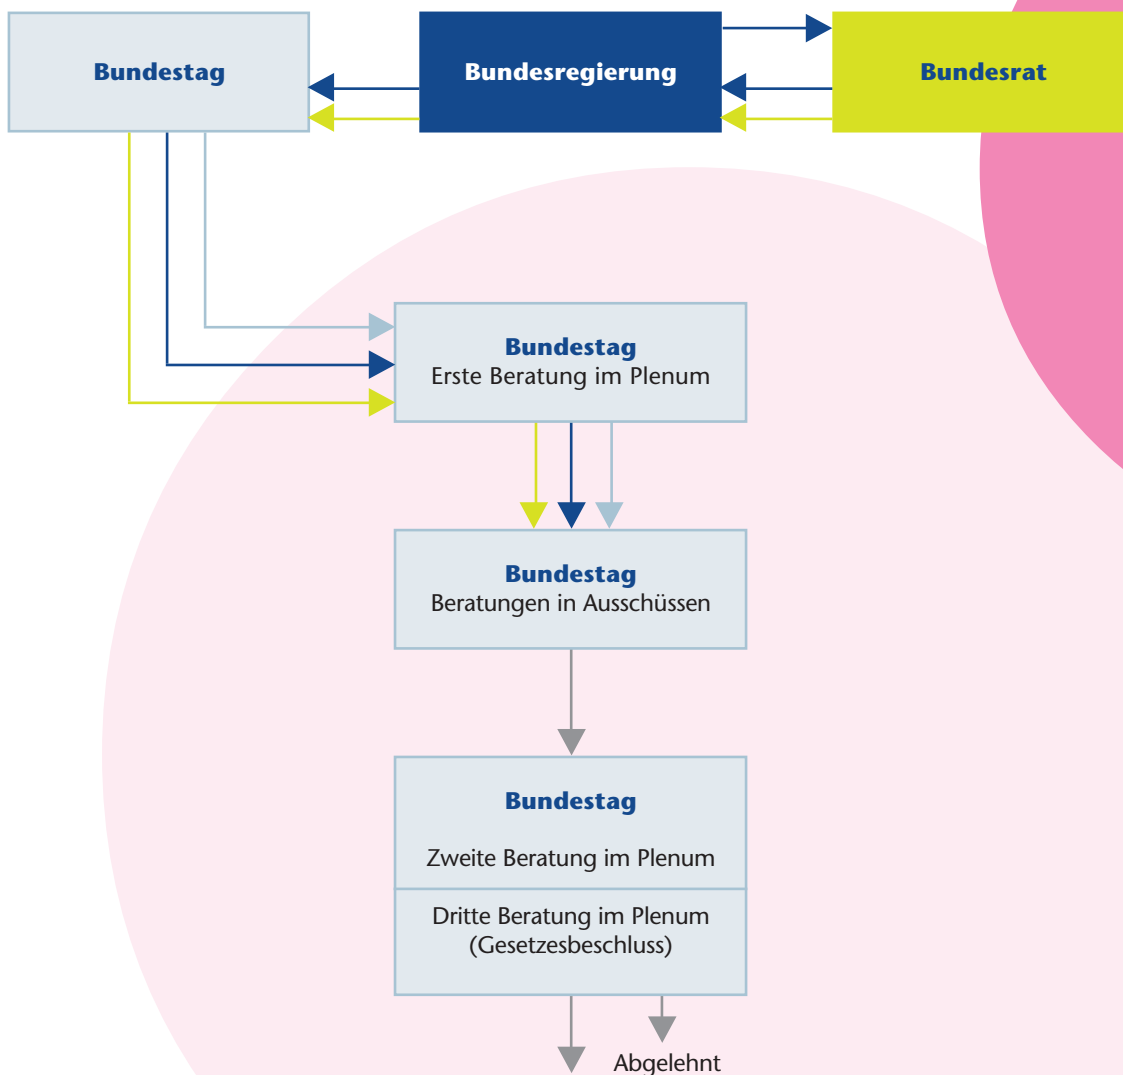 Bundestag
Bundesregierung
Bundesrat
Bundestag
Erste Beratung im Plenum
Bundestag
Beratungen in Ausschüssen
Bundestag
Zweite Beratung im Plenum
Dritte Beratung im Plenum
(Gesetzesbeschluss)
Abgelehnt